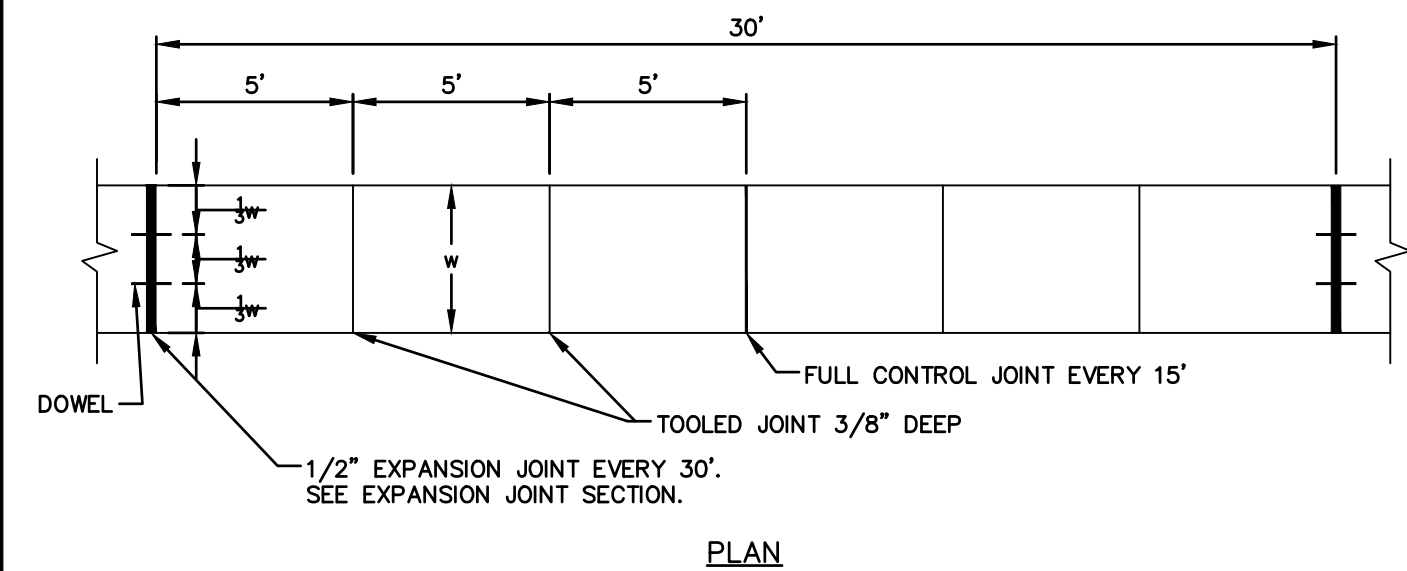 30'
5' 5' 5'
1/3W
1/3W
W
1/3W
FULL CONTROL JOINT EVERY 15'
DOWEL
TOOLED JOINT 3/8" DEEP
1/2" EXPANSION JOINT EVERY 30'.
SEE EXPANSION JOINT SECTION.
PLAN